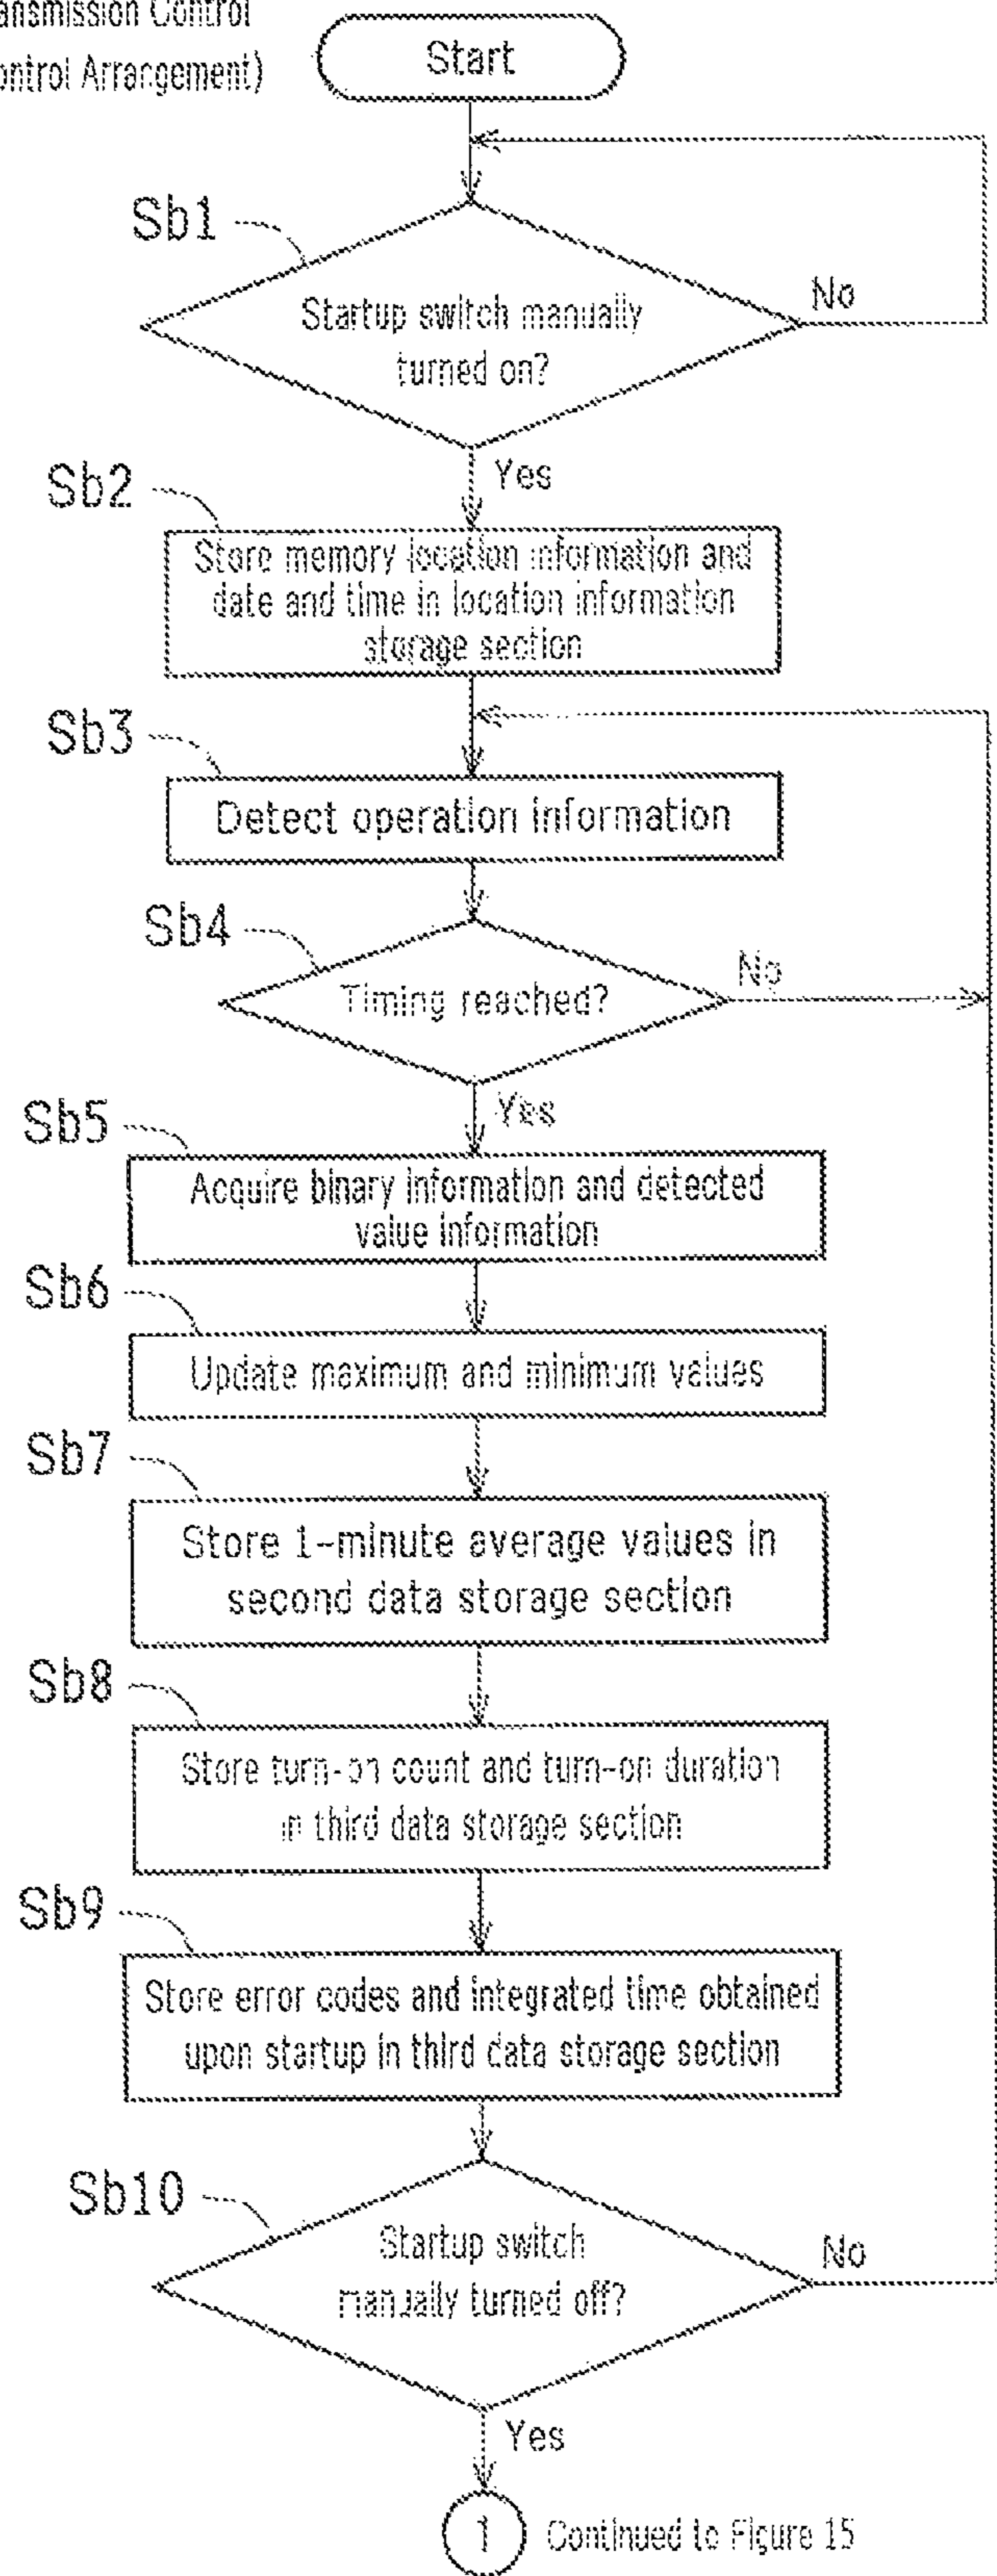 ansmission Control
ontrol Arrangement)
Start
Sb1
Startup switch manually
turned on?
No
Yes
Sb2
Store memory location information and
date and time in location information
storage section
Sb3
Detect operation information
Sb4
Timing reached?
No
Yes
Sb5
Acquire binary information and detected
value information
Sb6
Update maximum and minimum values
Sb7
Store 1-minute average values in
second data storage section
Sb8
Store turn-on count and turn-on duration
in third data storage section
Sb9
Store error codes and integrated time obtained
upon startup in third data storage section
Sb10
Startup switch
manually turned off?
No
Yes
1
Continued to Figure 15